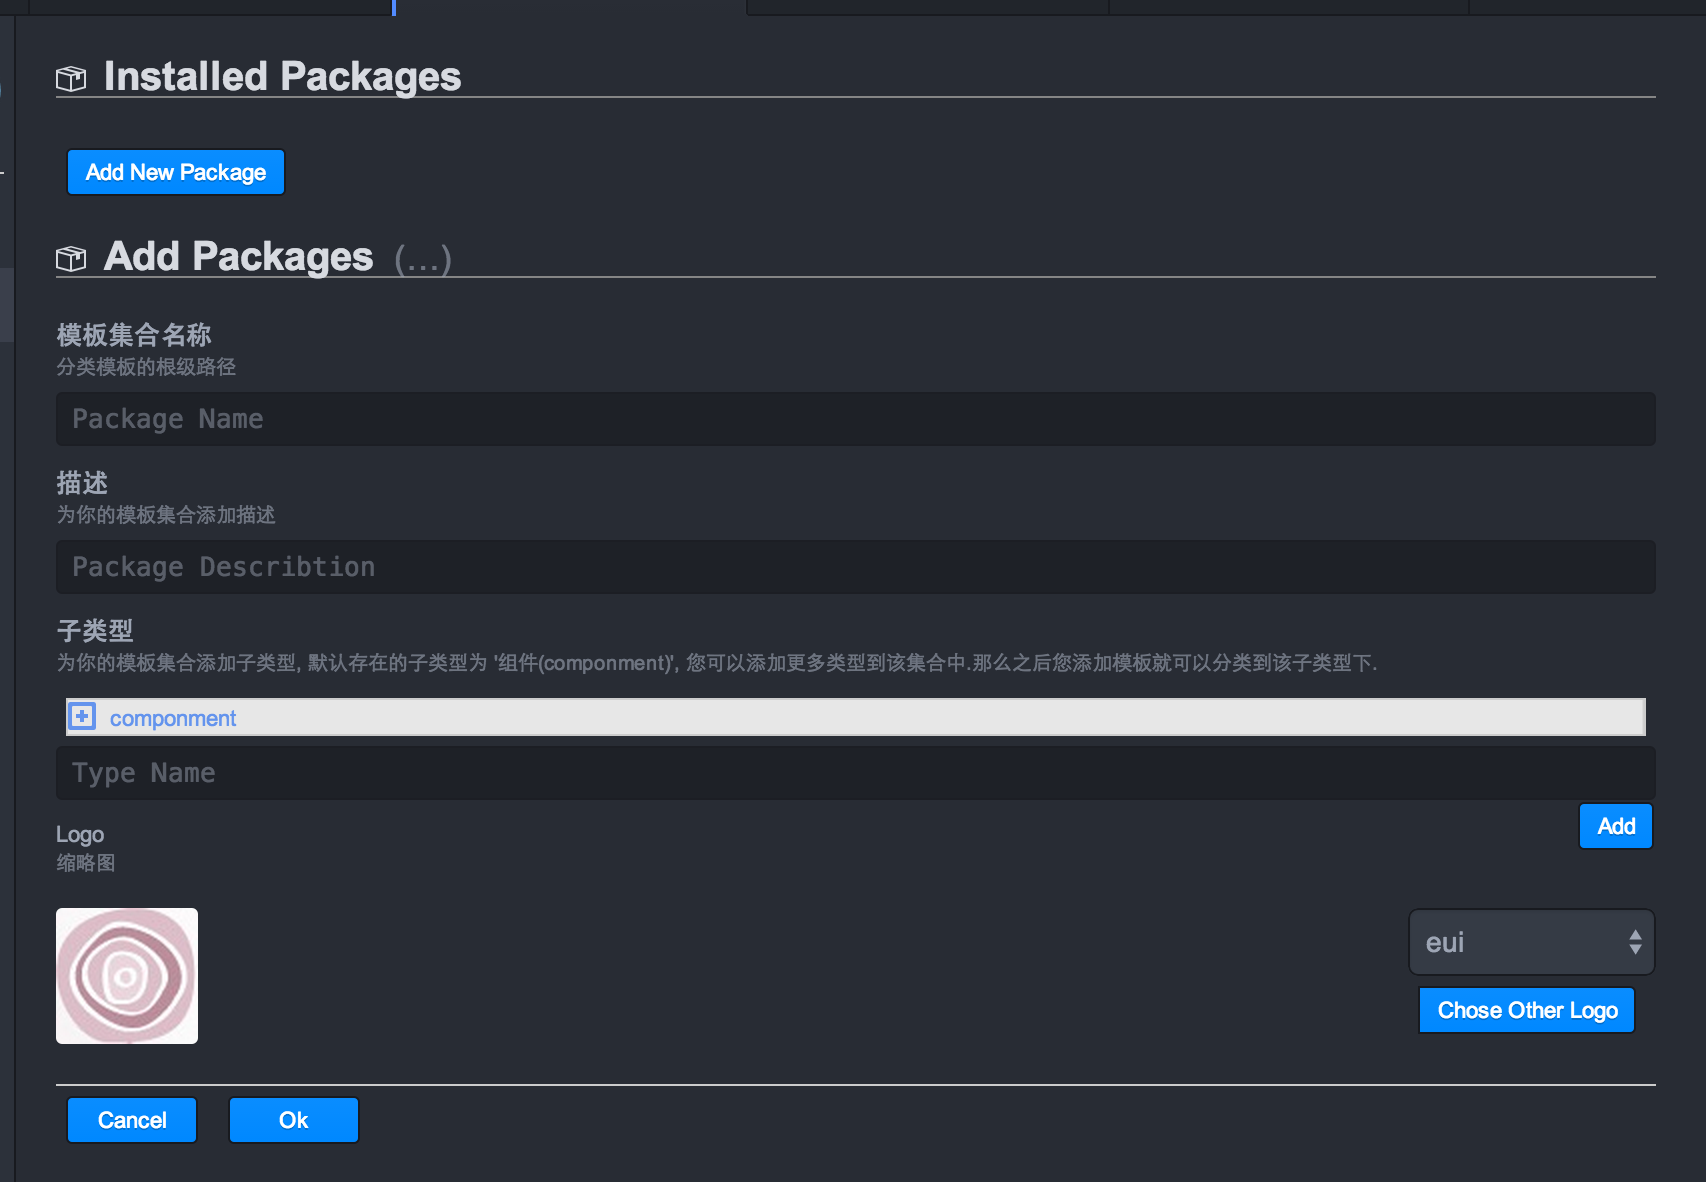 Installed Packages
Add New Package
Add Packages (...)
模板集合名称
分类模板的根级路径
Package Name
描述
为你的模板集合添加描述
Package Describtion
子类型
为你的模板集合添加子类型, 默认存在的子类型为 '组件(componment)', 您可以添加更多类型到该集合中.那么之后您添加模板就可以分类到该子类型下.
componment
Type Name
Add
Logo
缩略图
eui
Chose Other Logo
Cancel
Ok